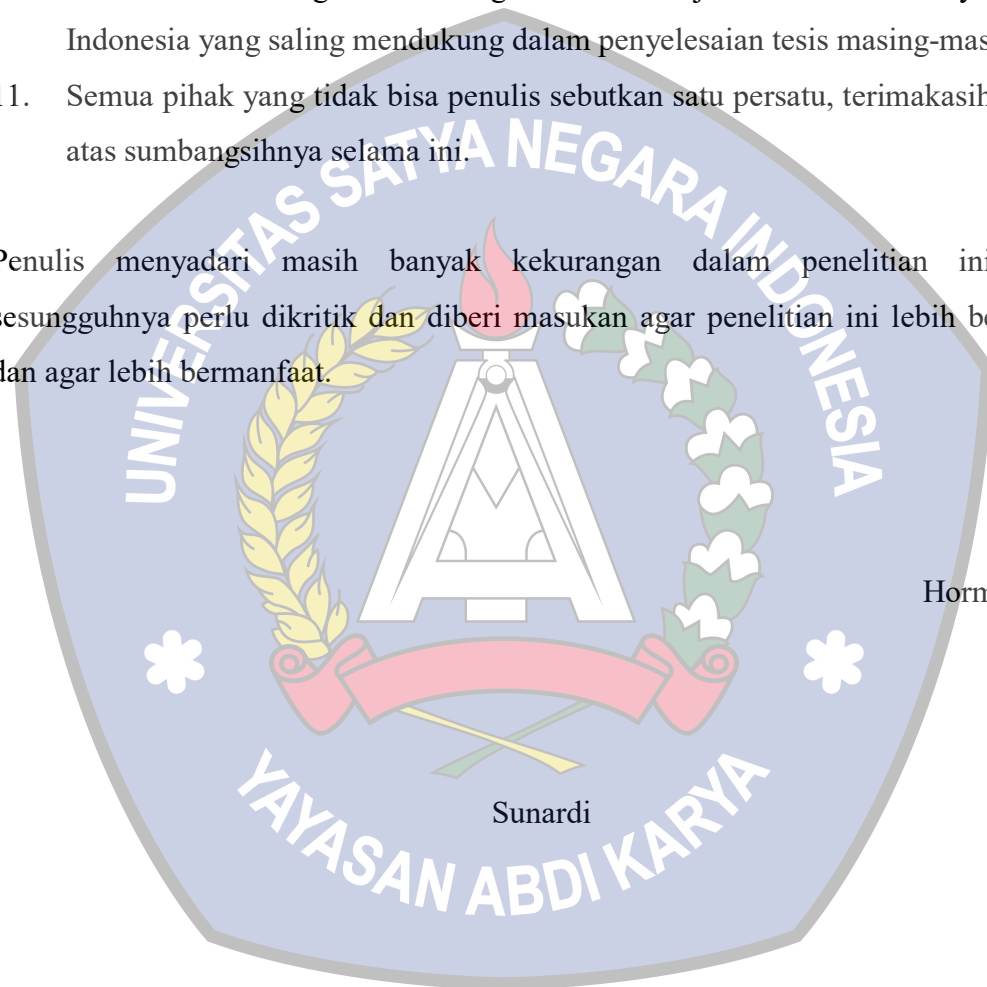 Indonesia yang saling mendukung dalam penyelesaian tesis masing-mas
11. Semua pihak yang tidak bisa penulis sebutkan satu persatu, terimakasih
atas sumbangsihnya selama ini.
Penulis menyadari masih banyak kekurangan dalam penelitian ini
sesungguhnya perlu dikritik dan diberi masukan agar penelitian ini lebih be
dan agar lebih bermanfaat.
Horm
Sunardi
UNIVERSITAS SATYA NEGARA INDONESIA
YAYASAN ABDI KARYA